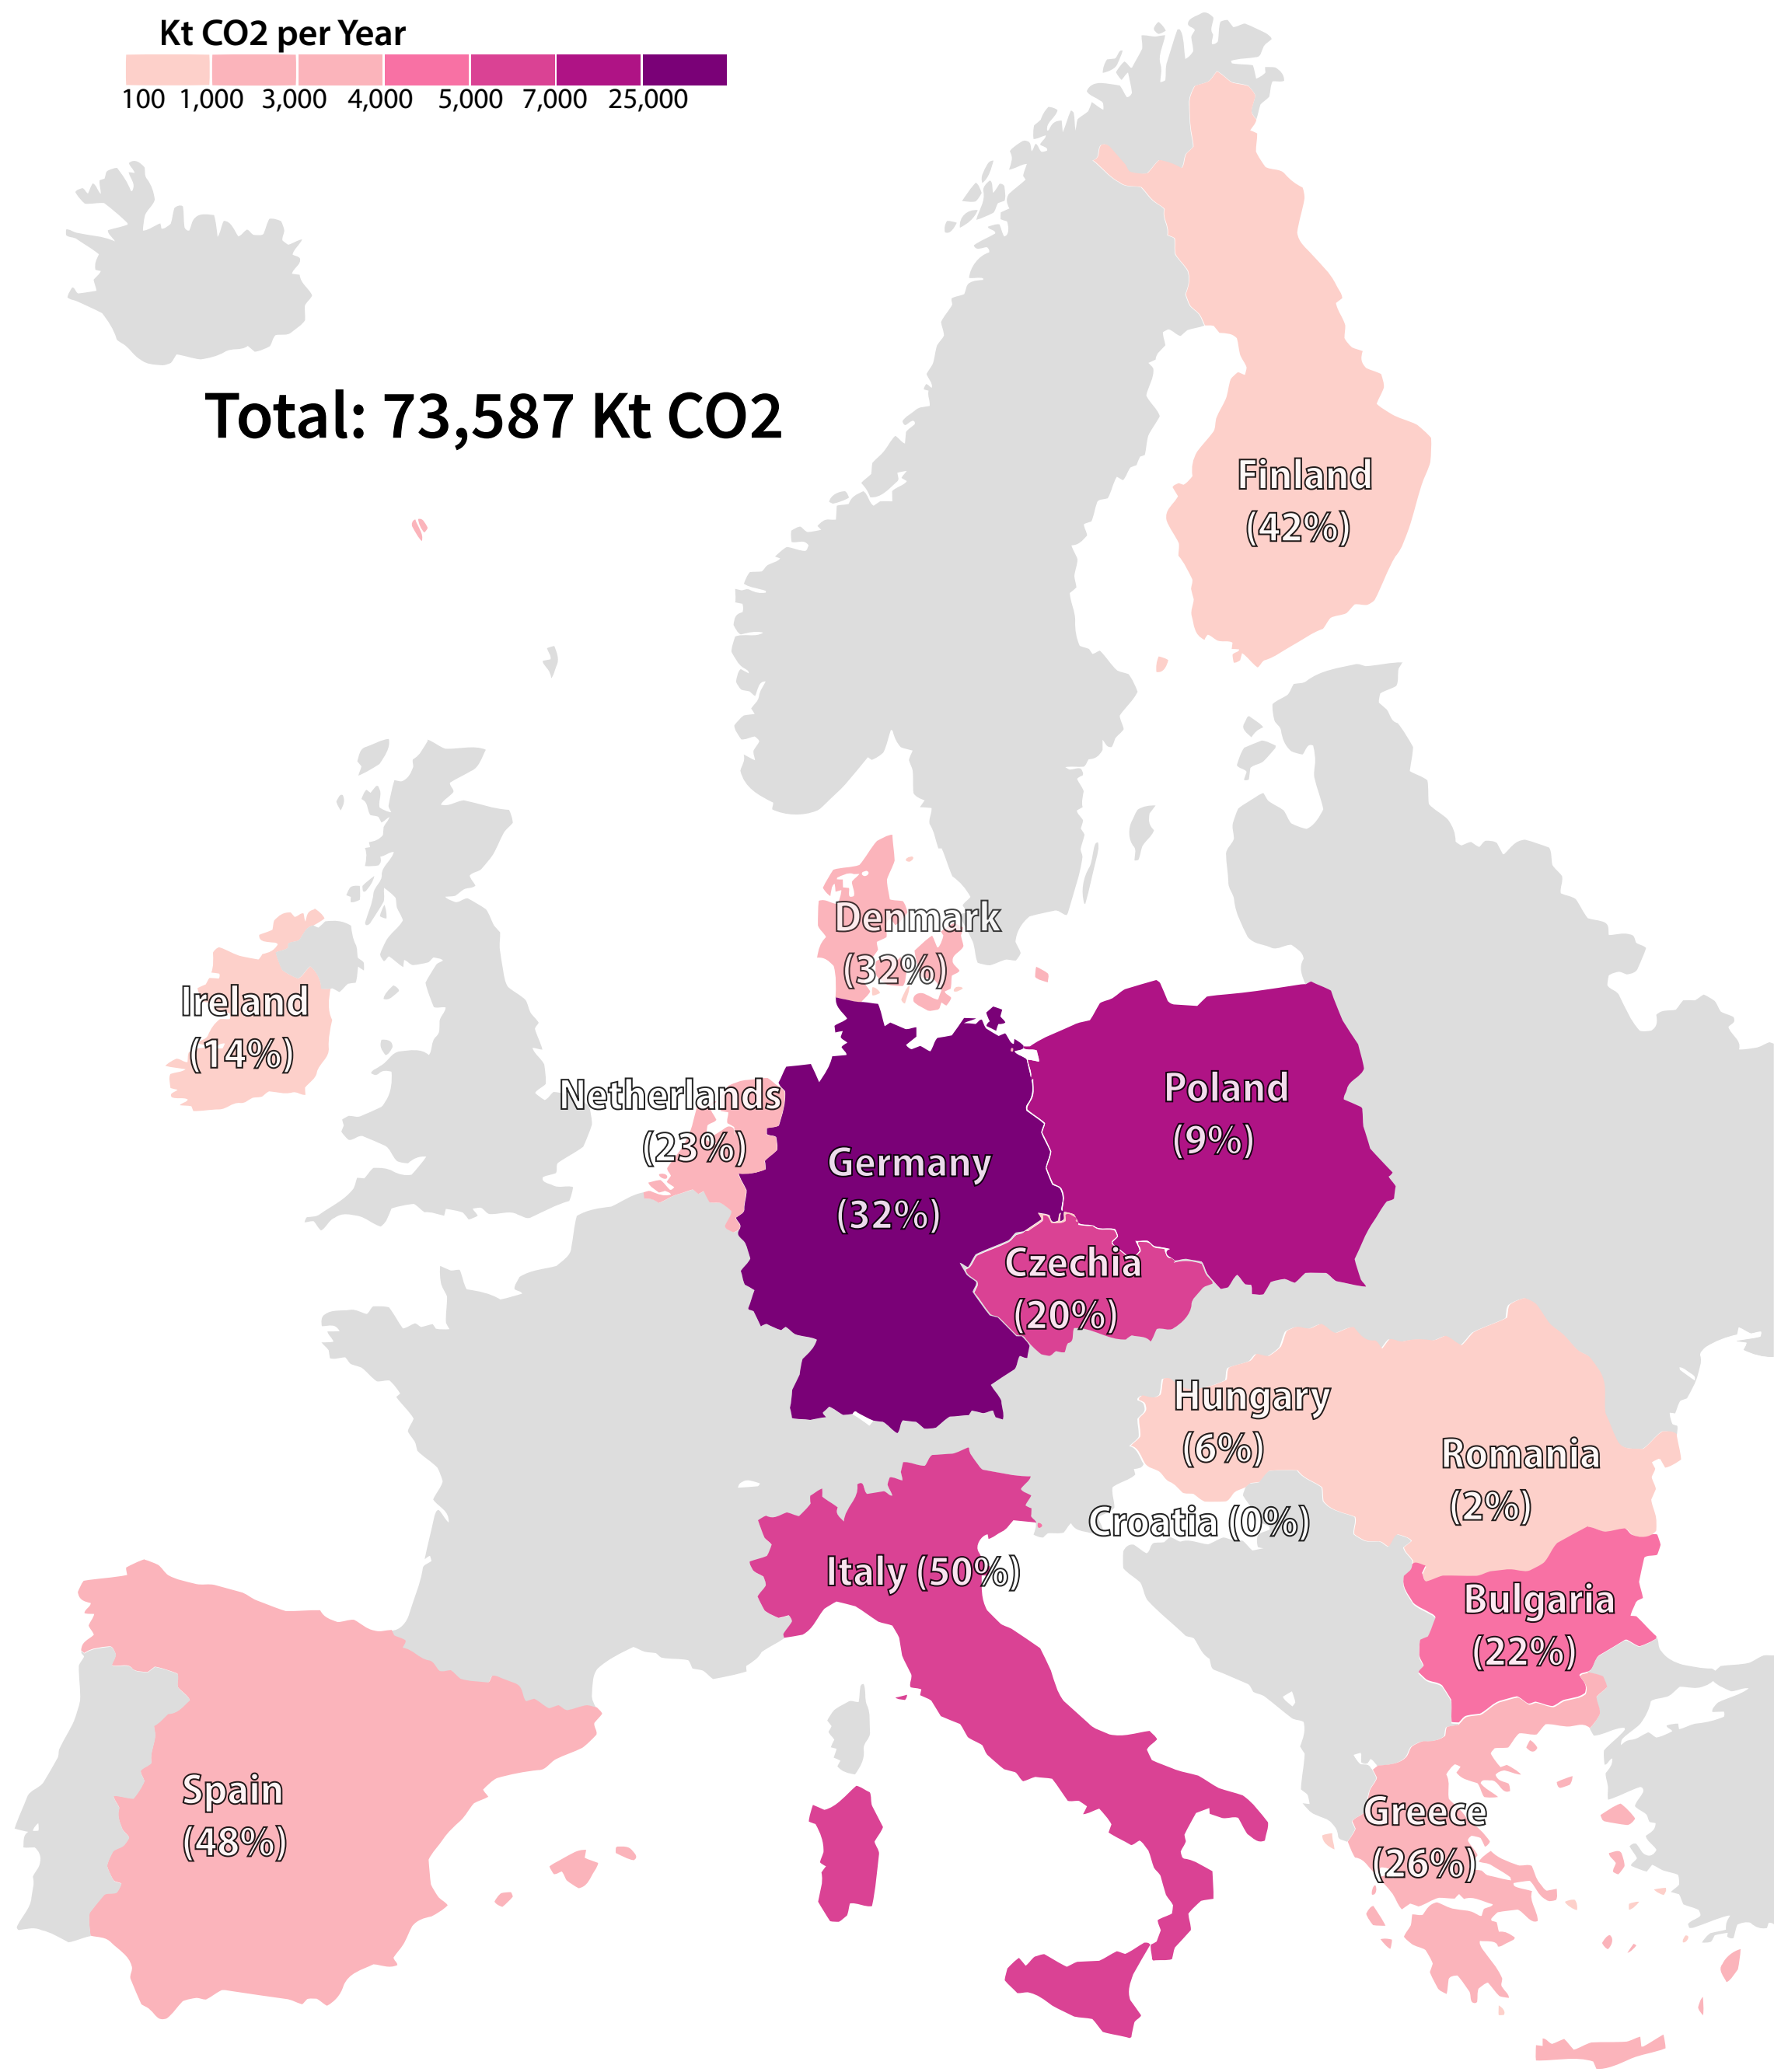 Kt CO2 per Year
100 1,000 3,000 4,000 5,000 7,000 25,000
Total: 73,587 Kt CO2
Finland
(42%)
Denmark
(32%)
Ireland
(14%)
Netherlands
(23%)
Poland
(9%)
Germany
(32%)
Czechia
(20%)
Hungary
(6%)
Romania
(2%)
Croatia (0%)
Italy (50%)
Bulgaria
(22%)
Spain
(48%)
Greece
(26%)